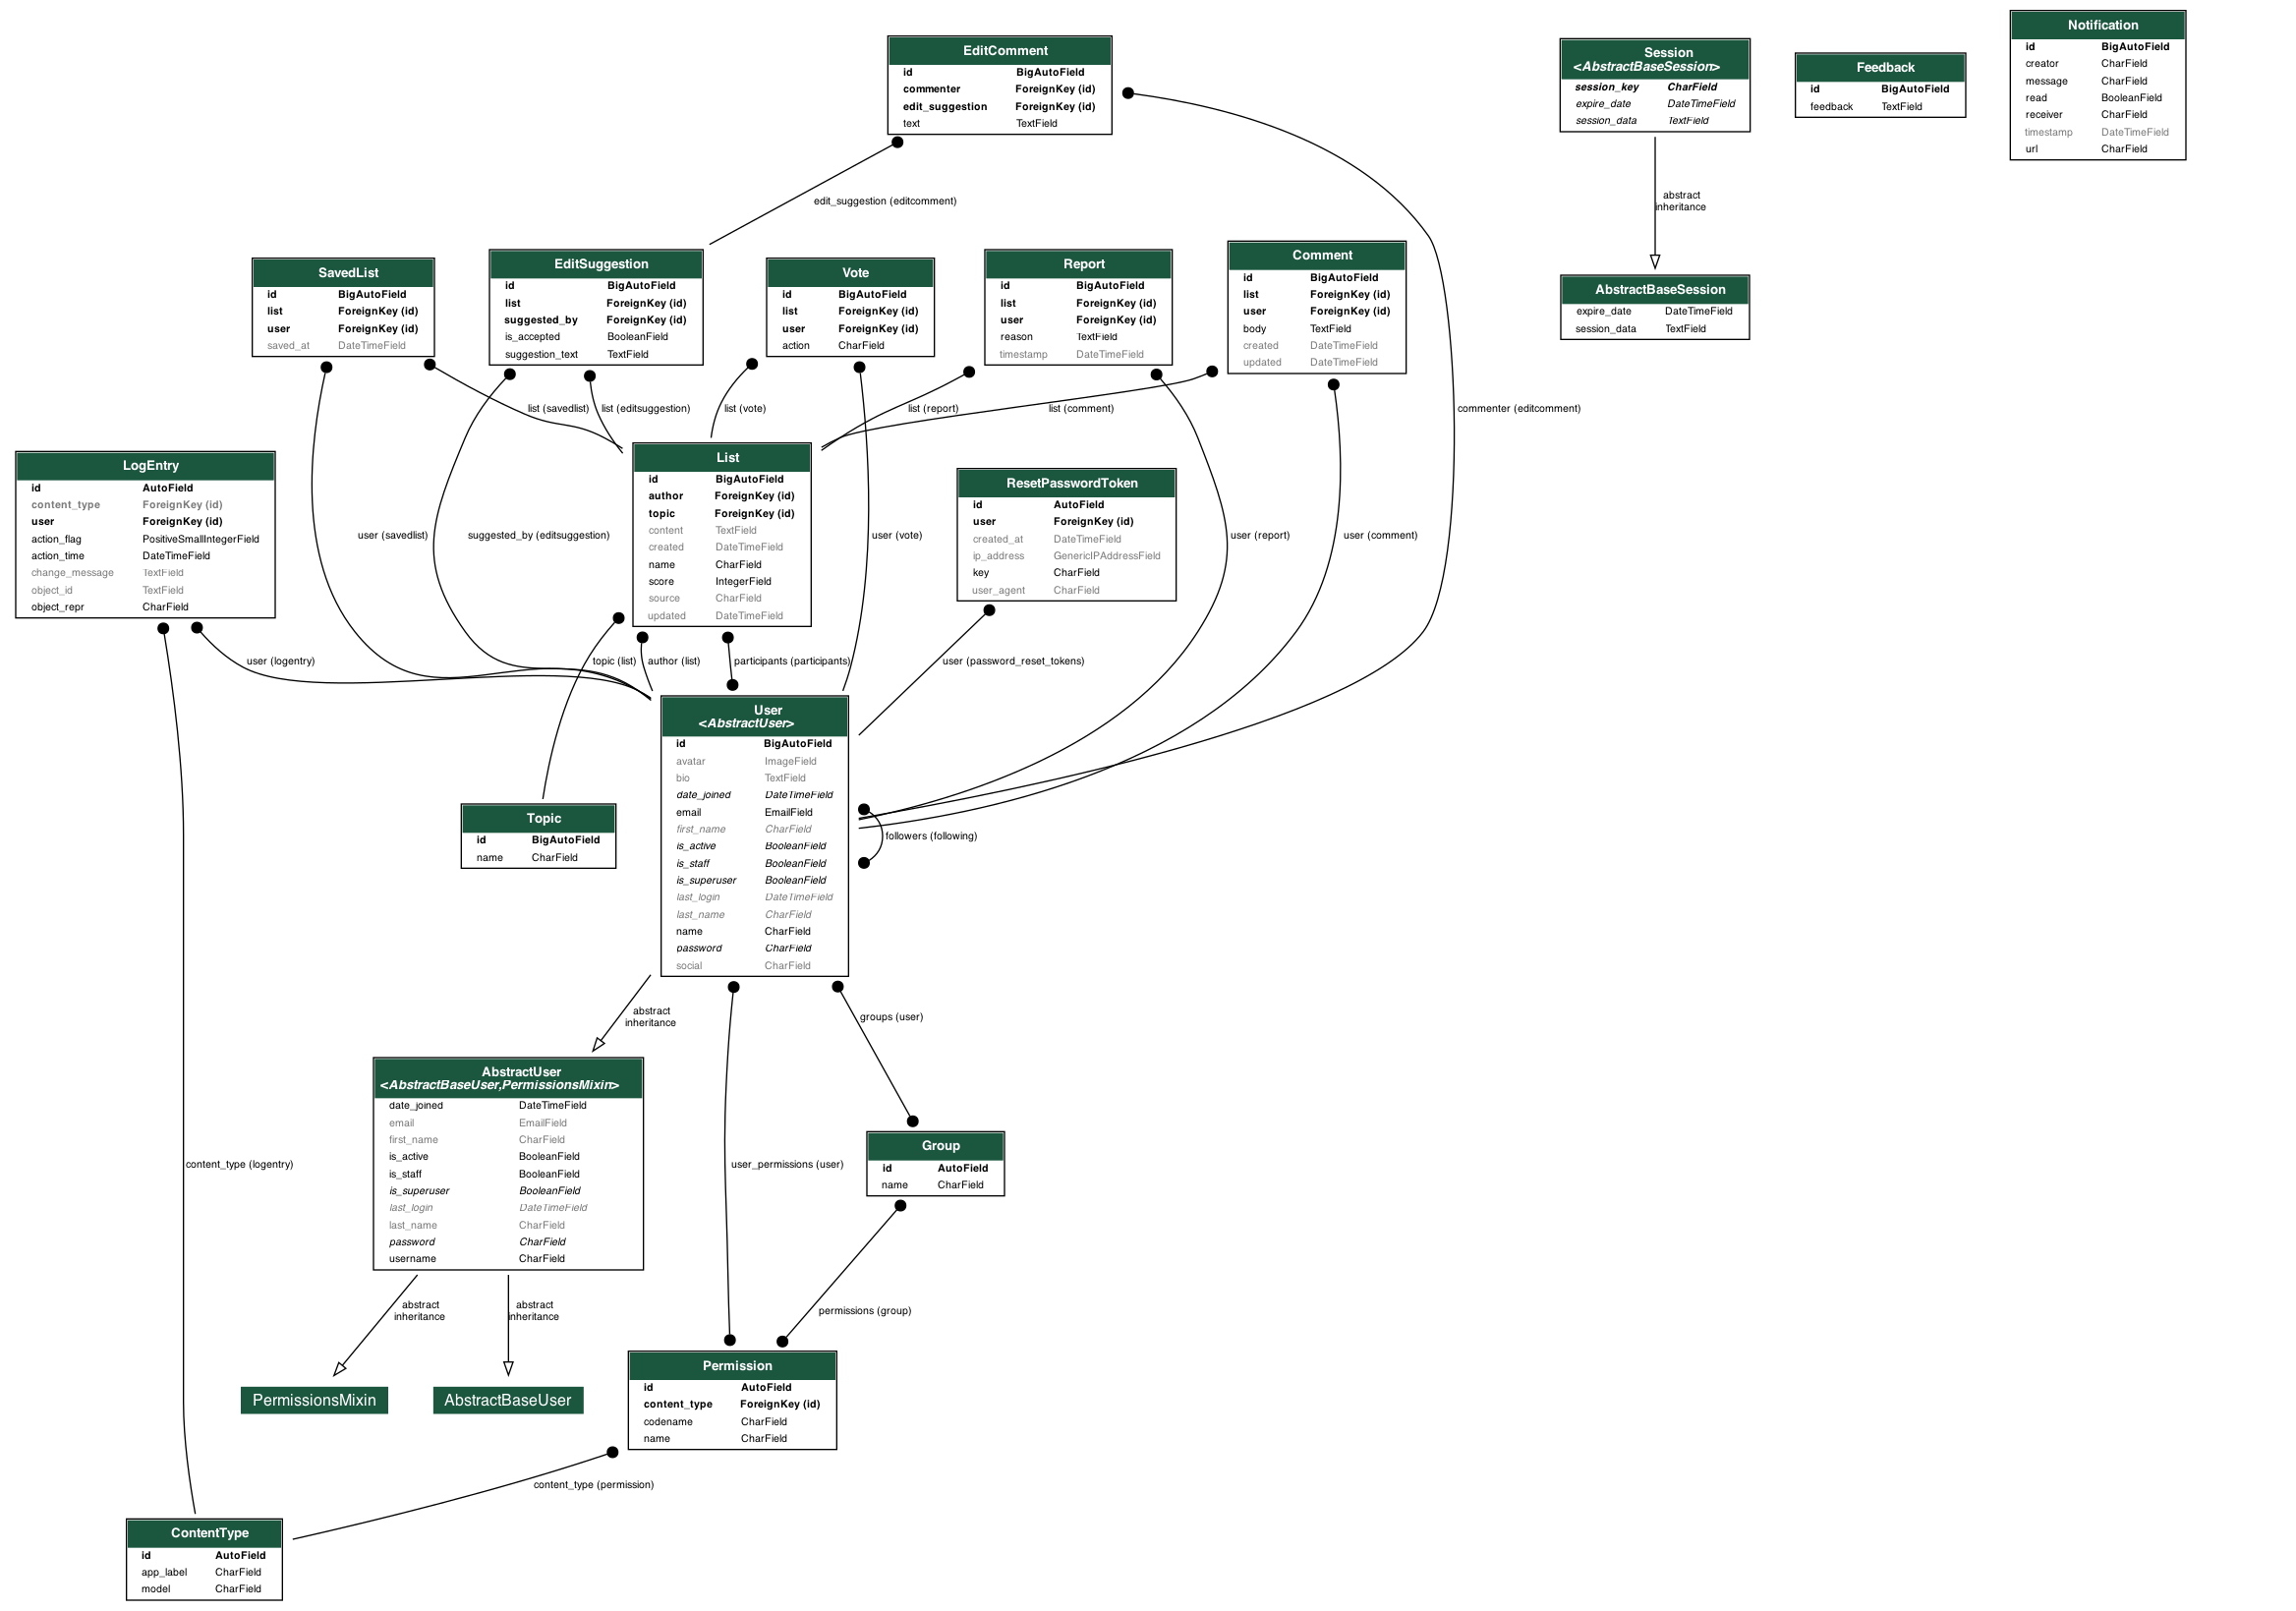 EditComment
id BigAutoField
commenter ForeignKey (id)
edit_suggestion ForeignKey (id)
text TextField
Session
<AbstractBaseSession>
session_key CharField
expire_date DateTimeField
session_data TextField
Feedback
id BigAutoField
feedback TextField
Notification
id BigAutoField
creator CharField
message CharField
read BooleanField
receiver CharField
timestamp DateTimeField
url CharField
edit_suggestion (editcomment)
abstract
inheritance
SavedList
id BigAutoField
list ForeignKey (id)
user ForeignKey (id)
saved_at DateTimeField
EditSuggestion
id BigAutoField
list ForeignKey (id)
suggested_by ForeignKey (id)
is_accepted BooleanField
suggestion_text TextField
Vote
id BigAutoField
list ForeignKey (id)
user ForeignKey (id)
action CharField
Report
id BigAutoField
list ForeignKey (id)
user ForeignKey (id)
reason TextField
timestamp DateTimeField
Comment
id BigAutoField
list ForeignKey (id)
user ForeignKey (id)
body TextField
created DateTimeField
updated DateTimeField
AbstractBaseSession
expire_date DateTimeField
session_data TextField
list (savedlist)
list (editsuggestion)
list (vote)
list (report)
list (comment)
commenter (editcomment)
LogEntry
id AutoField
content_type ForeignKey (id)
user ForeignKey (id)
action_flag PositiveSmallIntegerField
action_time DateTimeField
change_message TextField
object_id TextField
object_repr CharField
List
id BigAutoField
author ForeignKey (id)
topic ForeignKey (id)
content TextField
created DateTimeField
name CharField
score IntegerField
source CharField
updated DateTimeField
ResetPasswordToken
id AutoField
user ForeignKey (id)
created_at DateTimeField
ip_address GenericIPAddressField
key CharField
user_agent CharField
user (savedlist)
suggested_by (editsuggestion)
user (vote)
user (report)
user (comment)
user (logentry)
topic (list)
author (list)
participants (participants)
user (password_reset_tokens)
User
<AbstractUser>
id BigAutoField
avatar ImageField
bio TextField
date_joined DateTimeField
email EmailField
first_name CharField
is_active BooleanField
is_staff BooleanField
is_superuser BooleanField
last_login DateTimeField
last_name CharField
name CharField
password CharField
social CharField
followers (following)
Topic
id BigAutoField
name CharField
abstract
inheritance
groups (user)
AbstractUser
<AbstractBaseUser,PermissionsMixin>
date_joined DateTimeField
email EmailField
first_name CharField
is_active BooleanField
is_staff BooleanField
is_superuser BooleanField
last_login DateTimeField
last_name CharField
password CharField
username CharField
Group
id AutoField
name CharField
content_type (logentry)
user_permissions (user)
abstract
inheritance
abstract
inheritance
permissions (group)
PermissionsMixin
AbstractBaseUser
Permission
id AutoField
content_type ForeignKey (id)
codename CharField
name CharField
content_type (permission)
ContentType
id AutoField
app_label CharField
model CharField